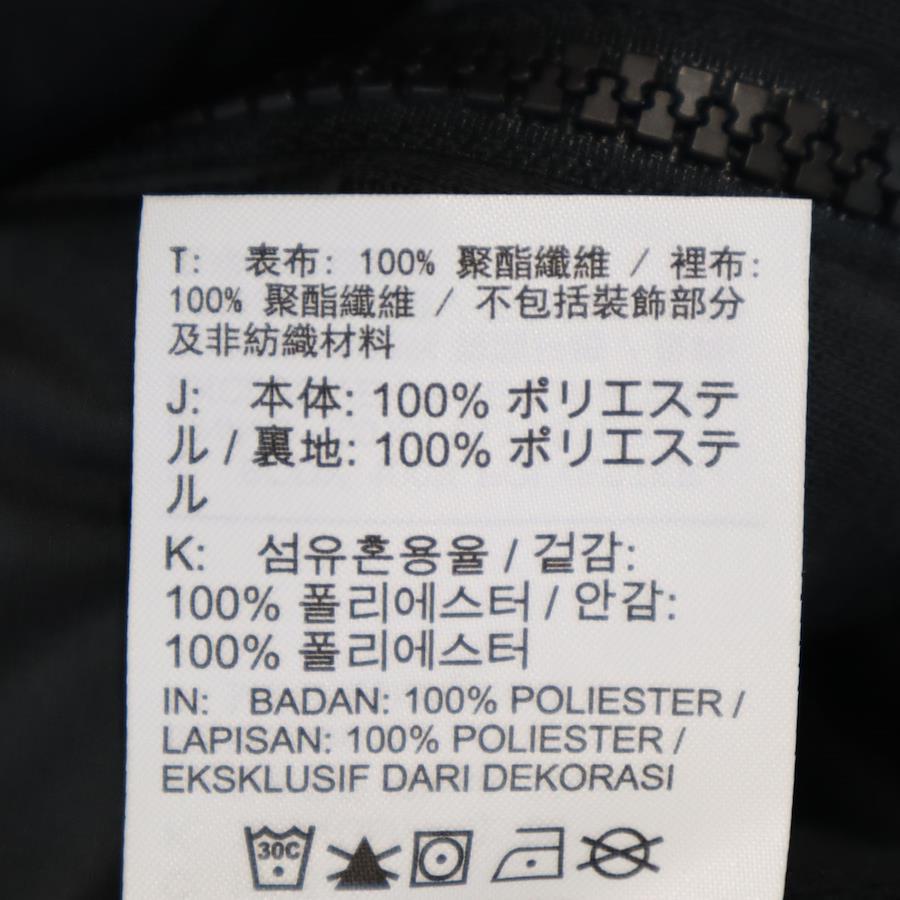 T: 表布: 100% 聚酯纖維 / 裡布:
100% 聚酯纖維 / 不包括裝飾部分
及非紡織材料
J: 本体: 100% ポリエステ
ル / 裏地: 100% ポリエステ
ル
K: 섬유혼용율 / 겉감:
100% 폴리에스터 / 안감:
100% 폴리에스터
IN: BADAN: 100% POLIESTER /
LAPISAN: 100% POLIESTER /
EKSKLUSIF DARI DEKORASI
30C